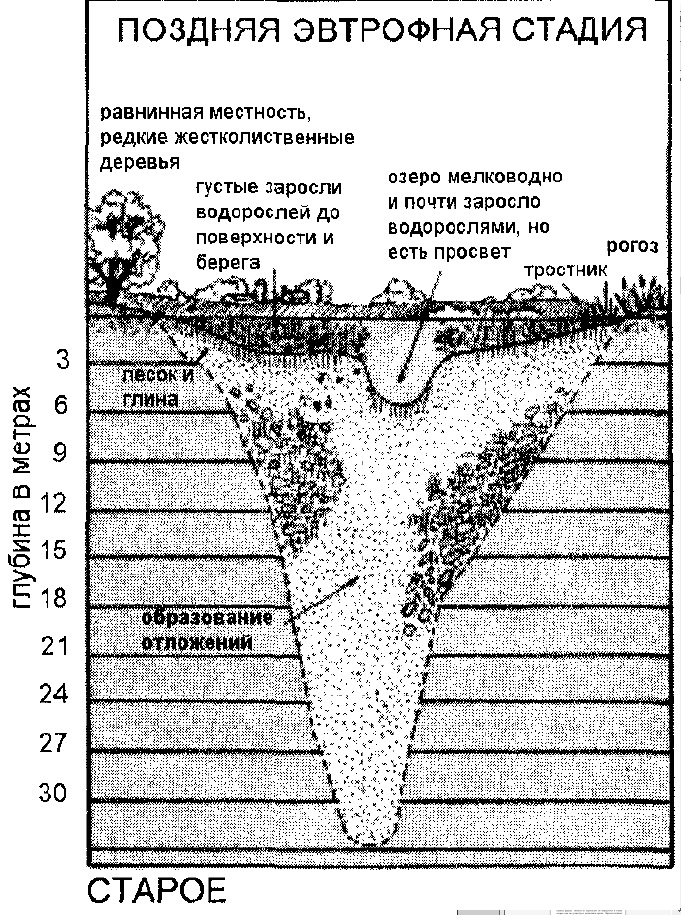 ПОЗДНЯЯ ЭВТРОФНАЯ СТАДИЯ
равнинная местность,
редкие жестколиственные
деревья
густые заросли
водорослей до
поверхности и
берега
озеро мелководно
и почти заросло
водорослями, но
есть просвет
рогоз
тростник
песок и
глина
глубина в метрах
3
6
9
12
15
18
21
24
27
30
образование
отложений
СТАРОЕ